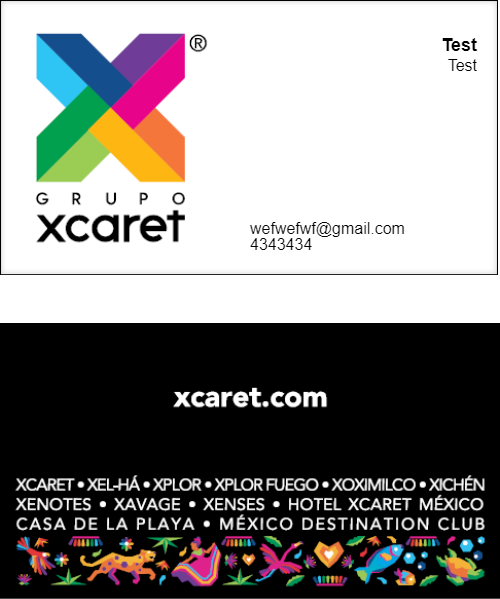 ®
Test
Test
GRUPO
xcaret
wefwefwf@gmail.com
4343434
xcaret.com
XCARET • XEL-HÁ • XPLOR • XPLOR FUEGO • XOXIMILCO • XICHÉN
XENOTES • XAVAGE • XENSES • HOTEL XCARET MÉXICO
CASA DE LA PLAYA • MÉXICO DESTINATION CLUB